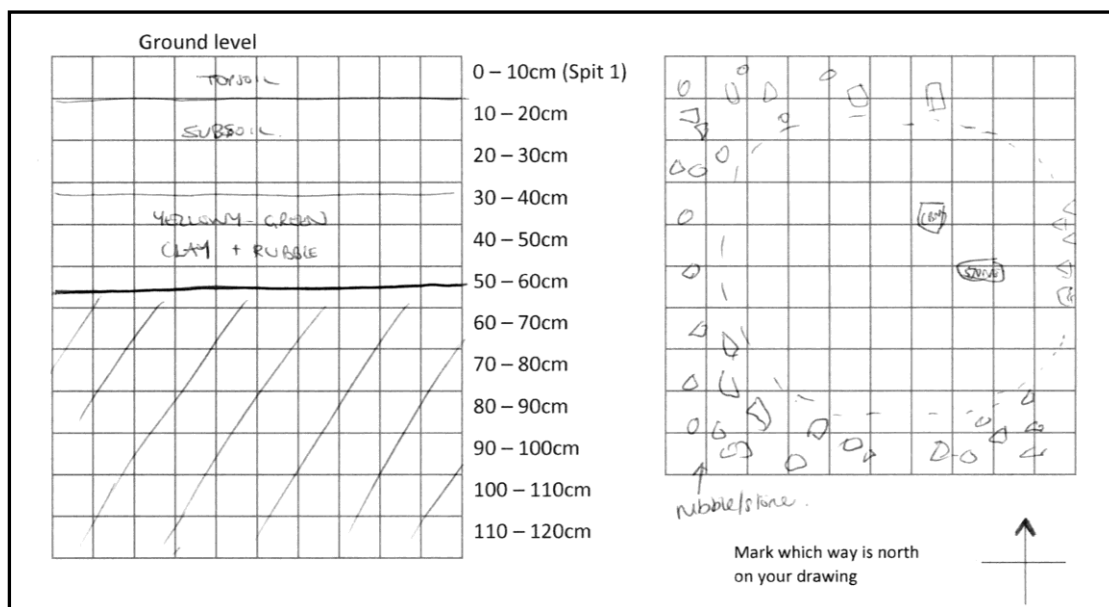 Ground level
TOPSOIL
SUBSOIL.
YELLOWY-GREEN
CLAY + RUBBLE
0 – 10cm (Spit 1)
10 – 20cm
20 – 30cm
30 – 40cm
40 – 50cm
50 – 60cm
60 – 70cm
70 – 80cm
80 – 90cm
90 – 100cm
100 – 110cm
110 – 120cm
STONE
rubble/stone.
Mark which way is north
on your drawing